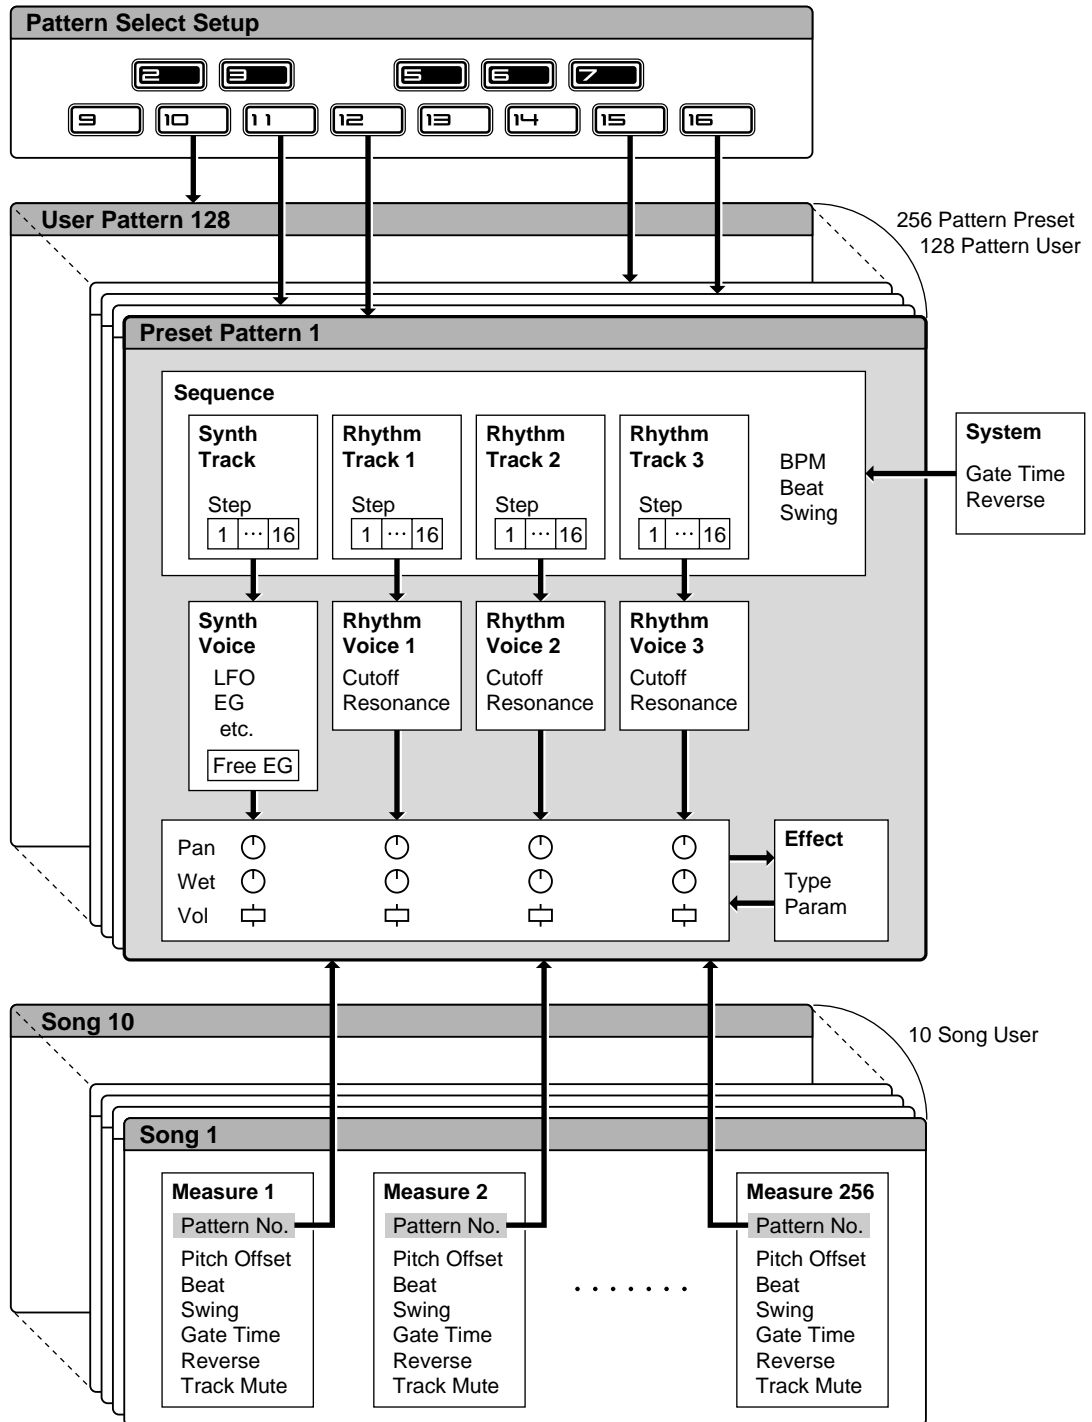 Pattern Select Setup
2 3 5 6 7
9 10 11 12 13 14 15 16
User Pattern 128
256 Pattern Preset
128 Pattern User
Preset Pattern 1
Sequence
Synth
Track
Step
1 ··· 16
Rhythm
Track 1
Step
1 ··· 16
Rhythm
Track 2
Step
1 ··· 16
Rhythm
Track 3
Step
1 ··· 16
BPM
Beat
Swing
System
Gate Time
Reverse
Synth
Voice
LFO
EG
etc.
Free EG
Rhythm
Voice 1
Cutoff
Resonance
Rhythm
Voice 2
Cutoff
Resonance
Rhythm
Voice 3
Cutoff
Resonance
Pan
Wet
Vol
Effect
Type
Param
Song 10
10 Song User
Song 1
Measure 1
Pattern No.
Pitch Offset
Beat
Swing
Gate Time
Reverse
Track Mute
Measure 2
Pattern No.
Pitch Offset
Beat
Swing
Gate Time
Reverse
Track Mute
.......
Measure 256
Pattern No.
Pitch Offset
Beat
Swing
Gate Time
Reverse
Track Mute